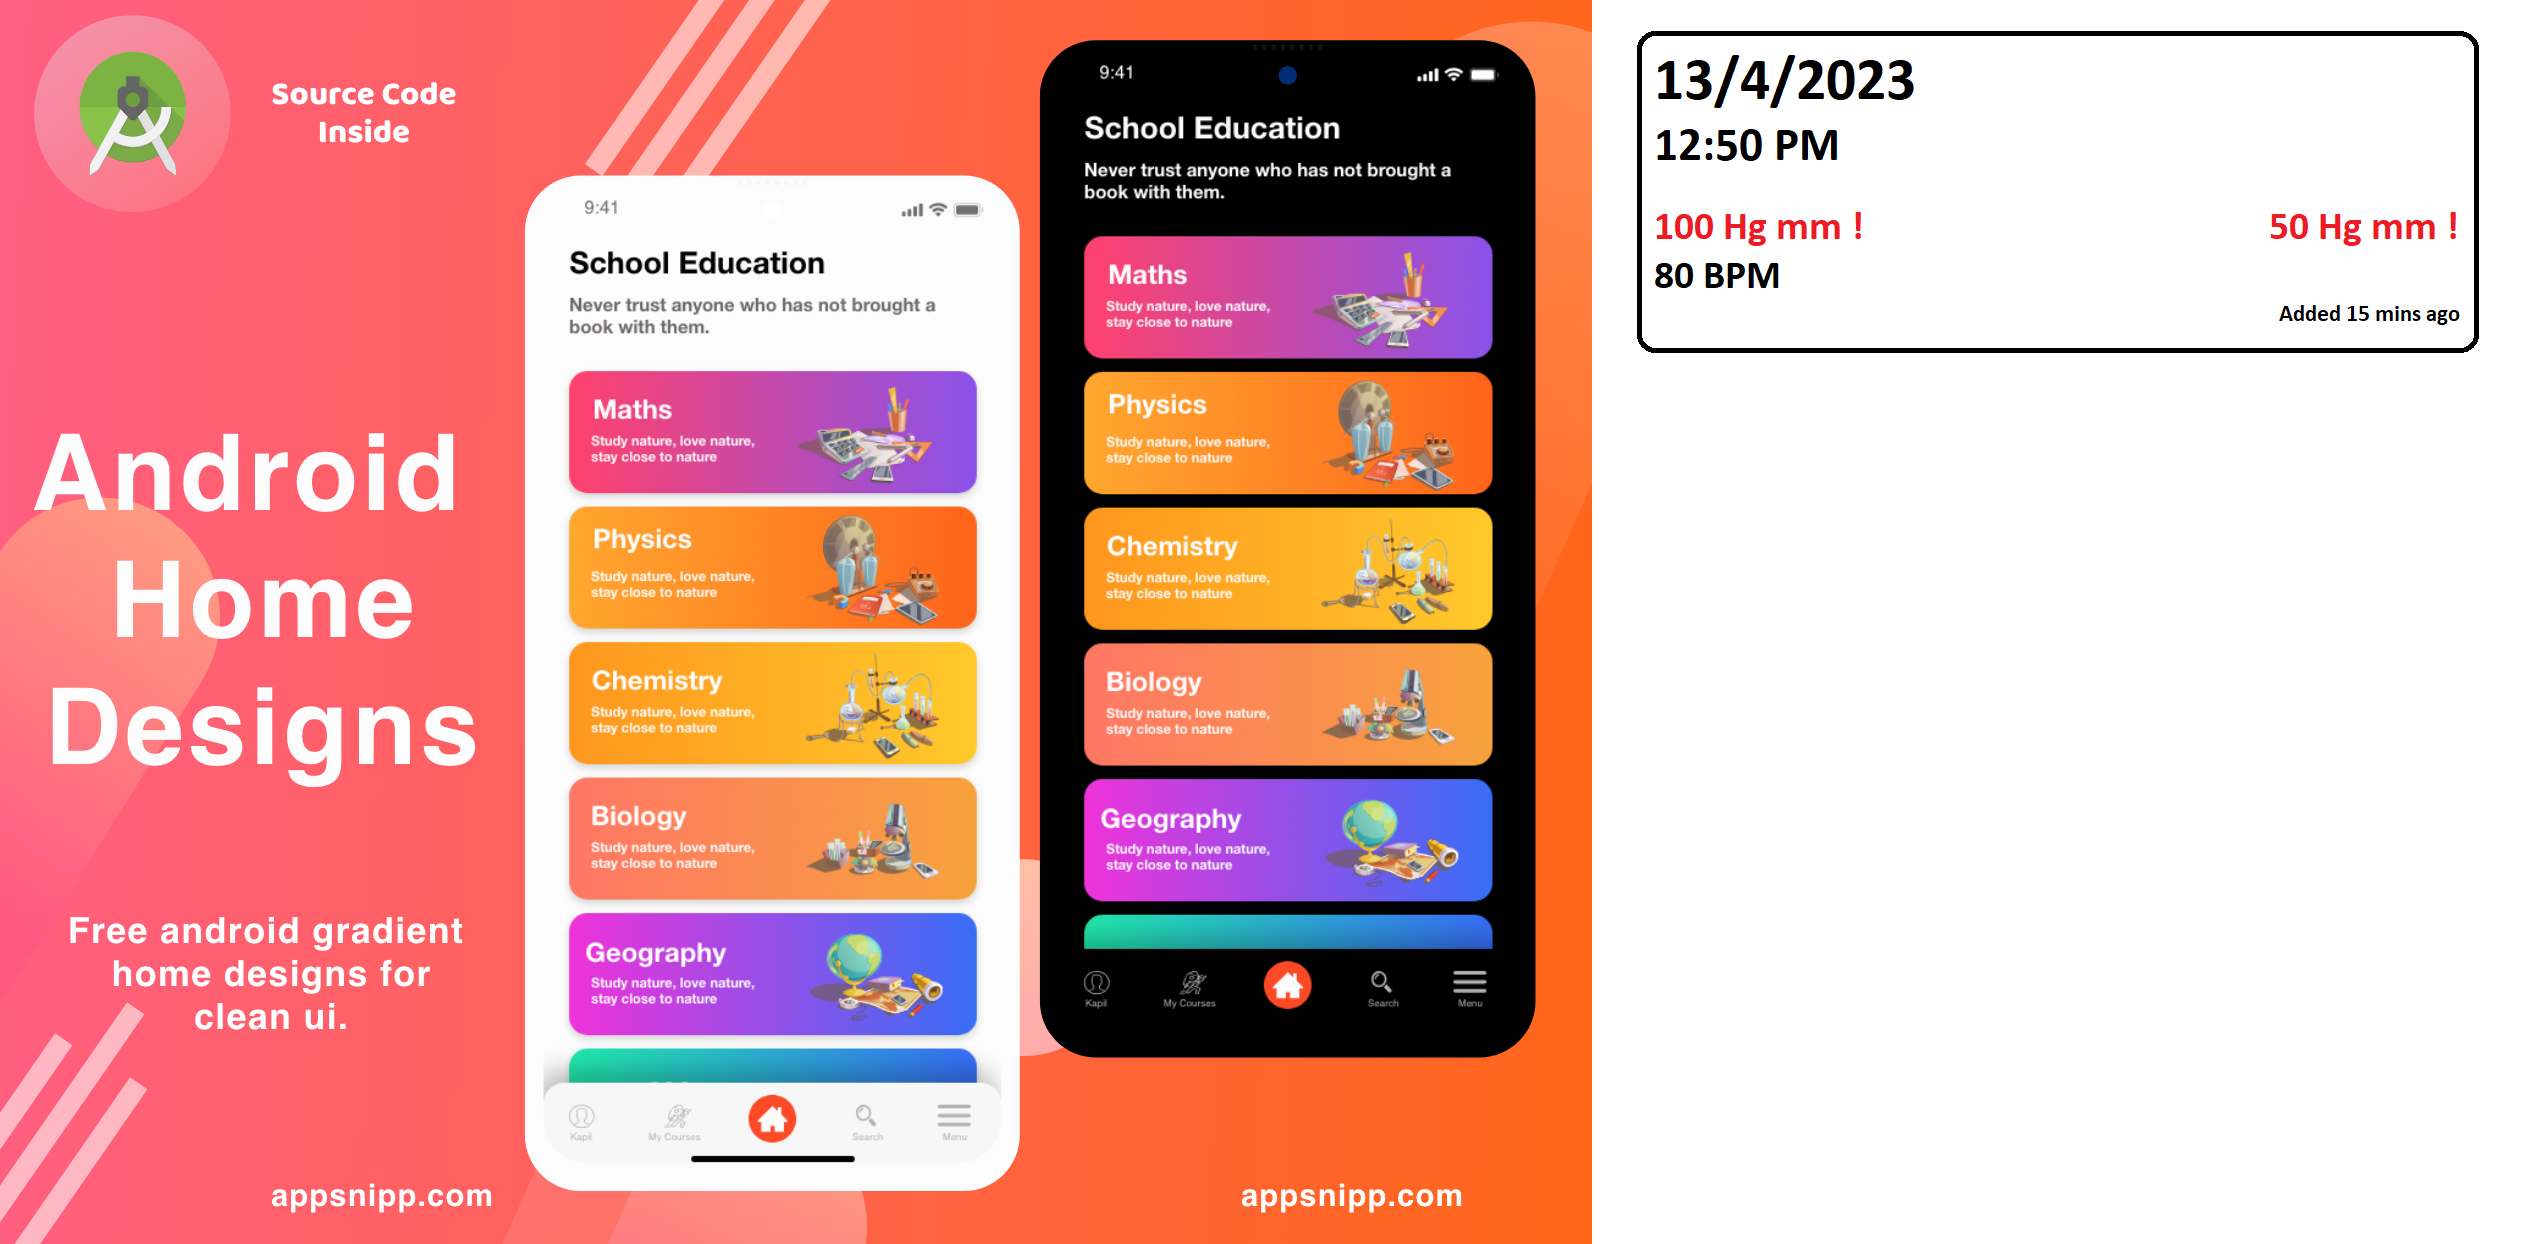 Source Code
Inside
Android
Home
Designs
Free android gradient
home designs for
clean ui.
appsnipp.com
9:41
School Education
Never trust anyone who has not brought a
book with them.
Maths
Study nature, love nature,
stay close to nature
Physics
Study nature, love nature,
stay close to nature
Chemistry
Study nature, love nature,
stay close to nature
Biology
Study nature, love nature,
stay close to nature
Geography
Study nature, love nature,
stay close to nature
Kapil
My Courses
Search
Menu
9:41
School Education
Never trust anyone who has not brought a
book with them.
Maths
Study nature, love nature,
stay close to nature
Physics
Study nature, love nature,
stay close to nature
Chemistry
Study nature, love nature,
stay close to nature
Biology
Study nature, love nature,
stay close to nature
Geography
Study nature, love nature,
stay close to nature
Kapil
My Courses
Search
Menu
appsnipp.com
13/4/2023
12:50 PM
100 Hg mm !
50 Hg mm !
80 BPM
Added 15 mins ago